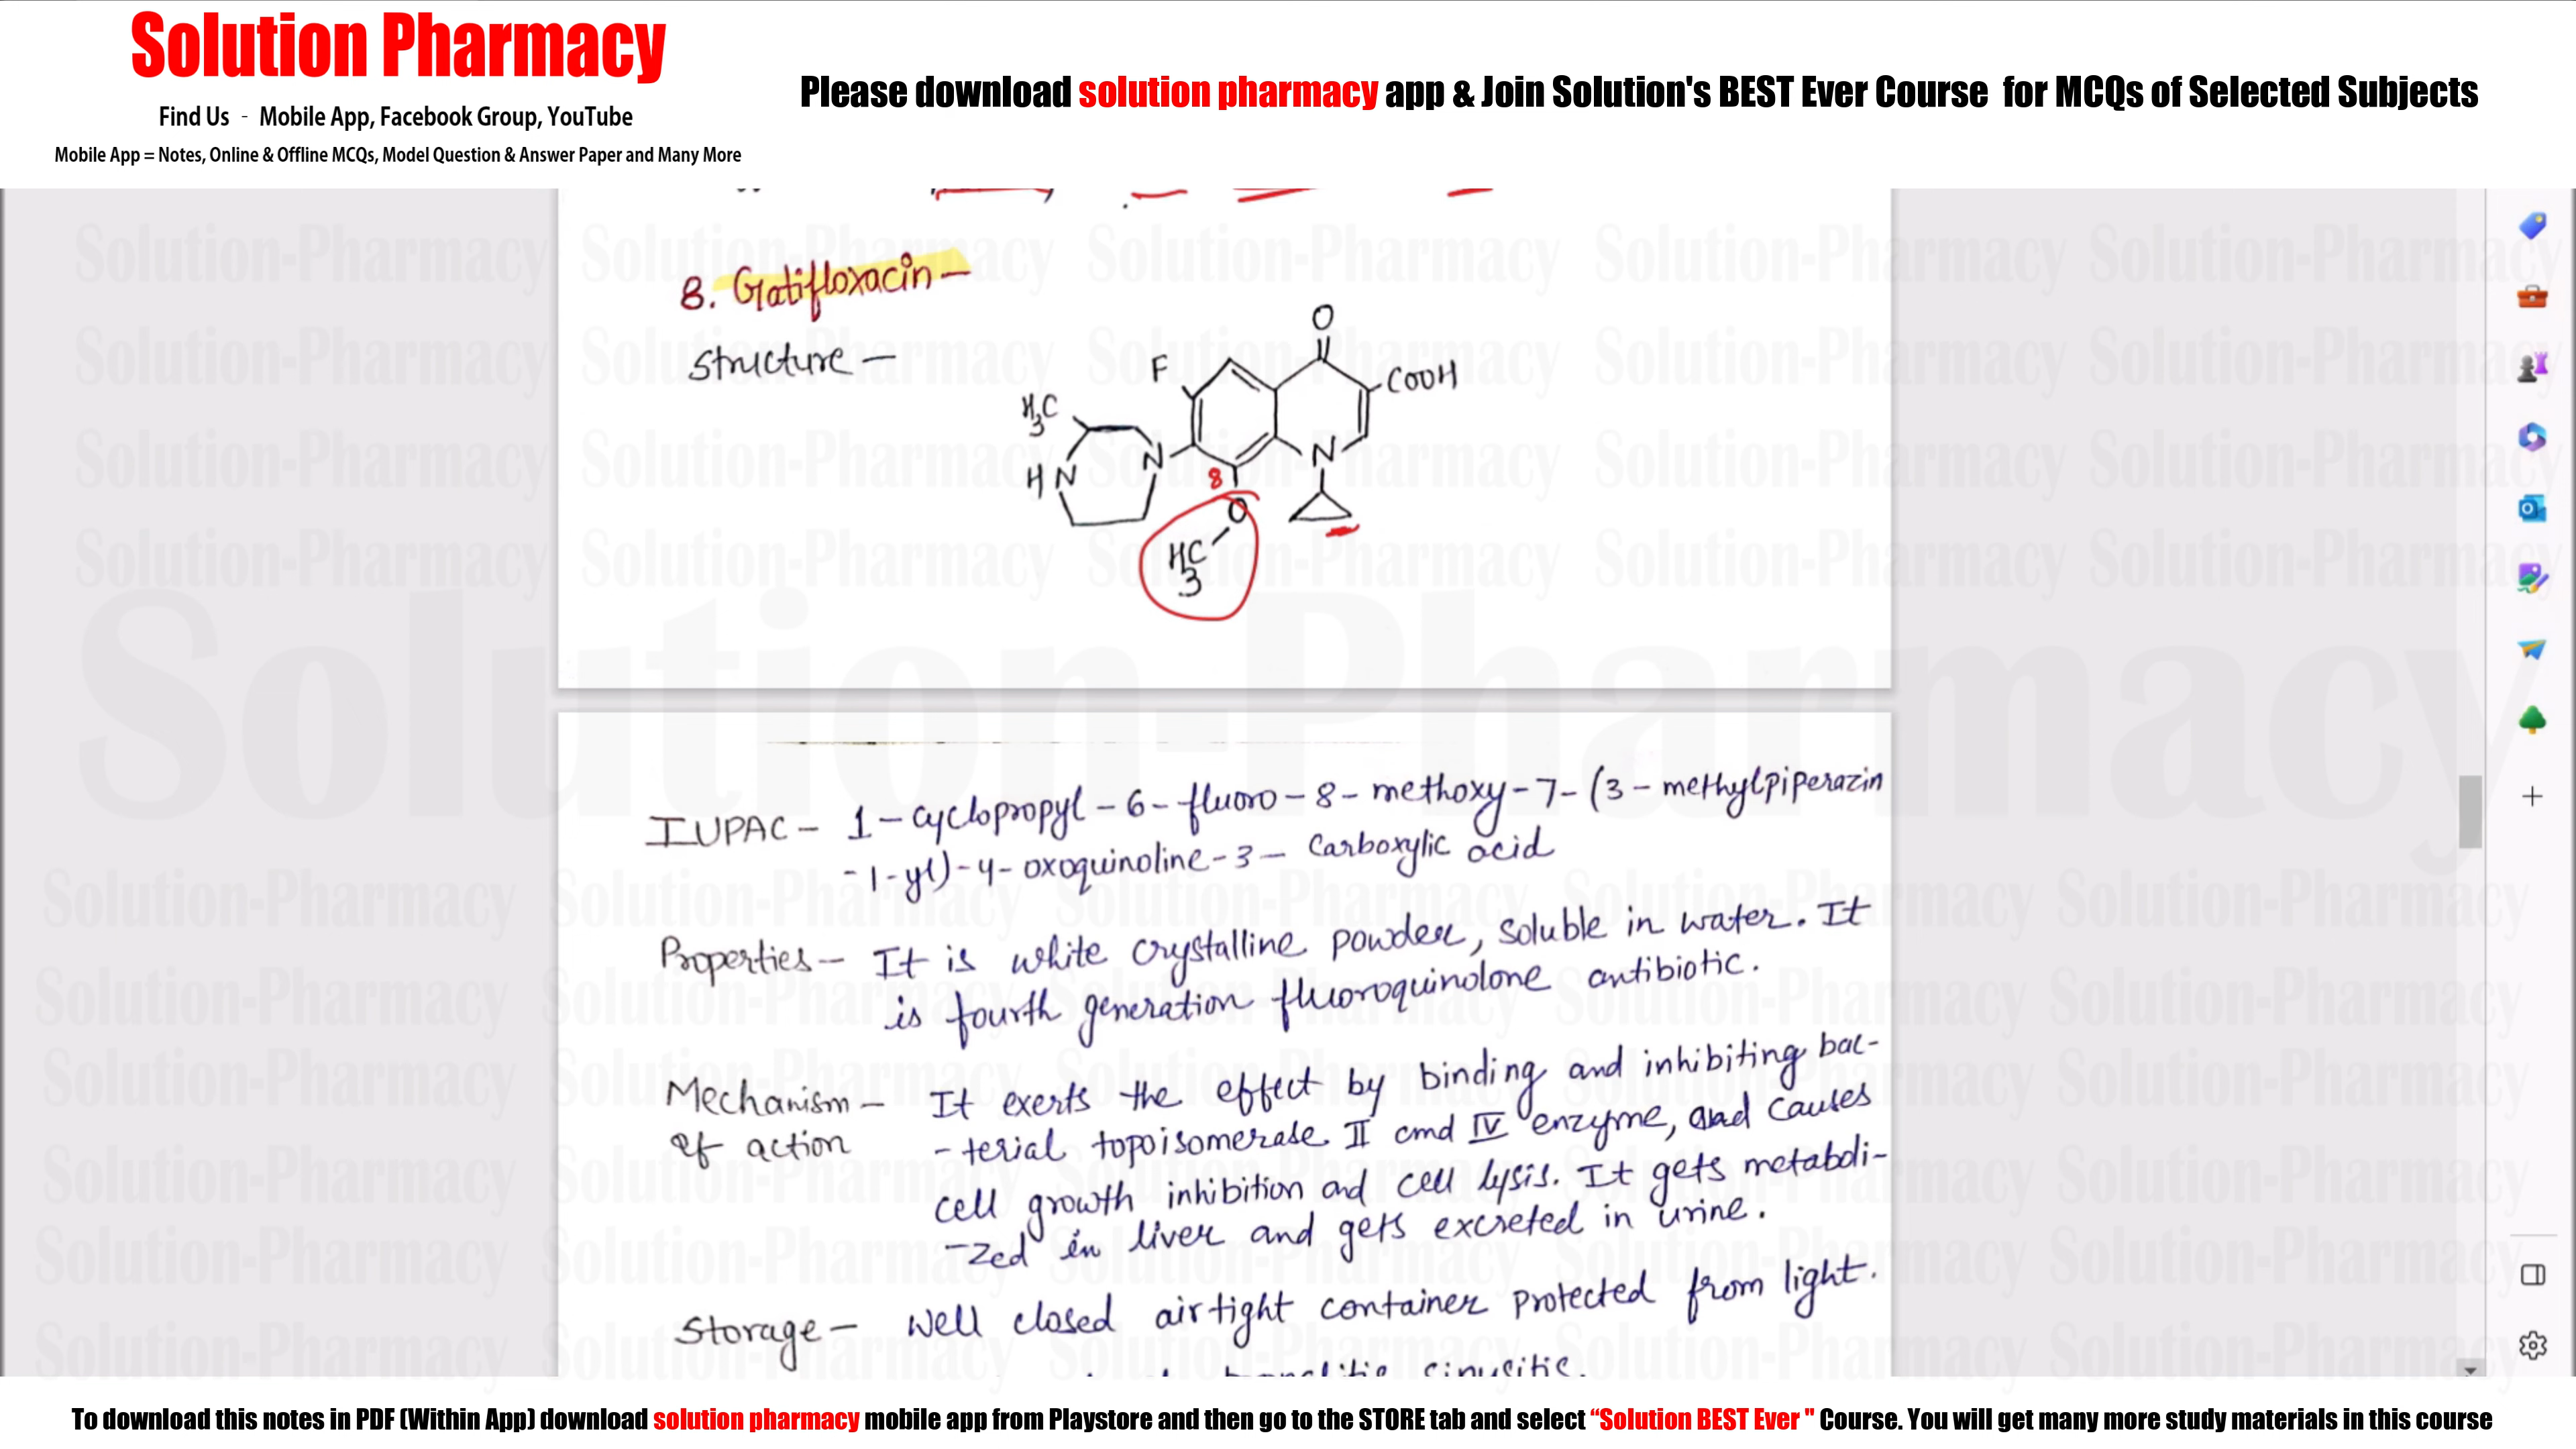 Solution Pharmacy
Find Us - Mobile App, Facebook Group, YouTube
Mobile App = Notes, Online & Offline MCQs, Model Question & Answer Paper and Many More
Please download solution pharmacy app & Join Solution's BEST Ever Course for MCQs of Selected Subjects
8. Gatifloxacin -
Structure -
O
F
COOH
H3C
N
N
HN
8
O
H3C
IUPAC - 1 - cyclopropyl - 6 - fluoro - 8 - methoxy - 7 - (3 - methylpiperazin
- 1 - yl) - 4 - oxoquinoline - 3 - Carboxylic acid
Properties - It is white crystalline powder, soluble in water. It
is fourth generation fluoroquinolone antibiotic.
Mechanism - It exerts the effect by binding and inhibiting bac-
of action - terial topoisomerase II and IV enzyme, and causes
cell growth inhibition and cell lysis. It gets metaboli-
-zed in liver and gets excreted in urine.
Storage - Well closed airtight container protected from light.
sinusitis.
To download this notes in PDF (Within App) download solution pharmacy mobile app from Playstore and then go to the STORE tab and select “Solution BEST Ever " Course. You will get many more study materials in this course
Solution-Pharmacy